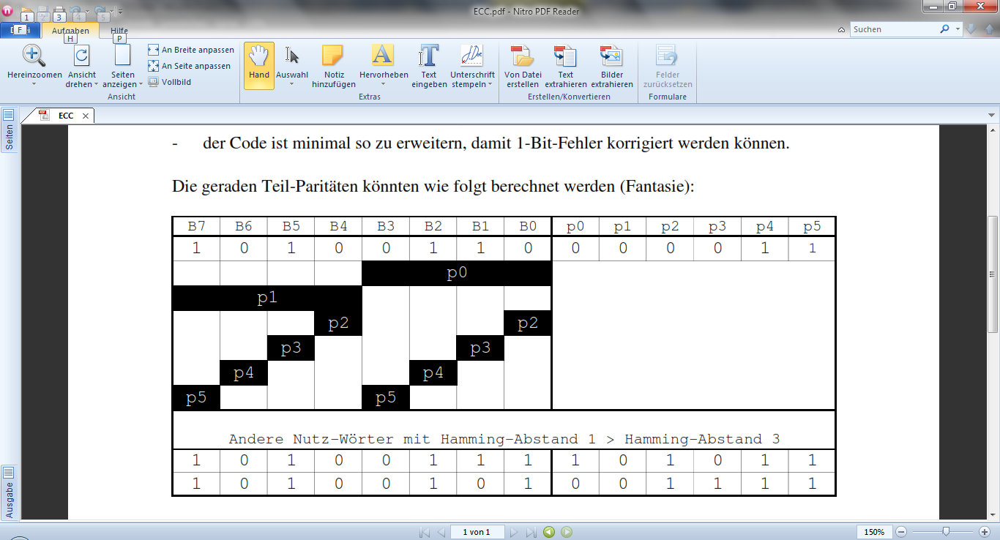 ECC.pdf - Nitro PDF Reader
1 2 3 4 5
F Aufgaben Hilfe
H P
Suchen
Hereinzoomen
Ansicht drehen
Seiten anzeigen
An Breite anpassen
An Seite anpassen
Vollbild
Ansicht
Hand
Auswahl
Notiz hinzufügen
Hervorheben
Text eingeben
Unterschrift stempeln
Extras
Von Datei erstellen
Text extrahieren
Bilder extrahieren
Erstellen/Konvertieren
Felder zurücksetzen
Formulare
ECC
Seiten
- der Code ist minimal so zu erweitern, damit 1-Bit-Fehler korrigiert werden können.
Die geraden Teil-Paritäten könnten wie folgt berechnet werden (Fantasie):
B7 B6 B5 B4 B3 B2 B1 B0 p0 p1 p2 p3 p4 p5
1 0 1 0 0 1 1 0 0 0 0 0 1 1
p0
p1
p2 p2
p3 p3
p4 p4
p5 p5
Andere Nutz-Wörter mit Hamming-Abstand 1 > Hamming-Abstand 3
1 0 1 0 0 1 1 1 1 0 1 0 1 1
1 0 1 0 0 1 0 1 0 0 1 1 1 1
Ausgabe
1 von 1
150%